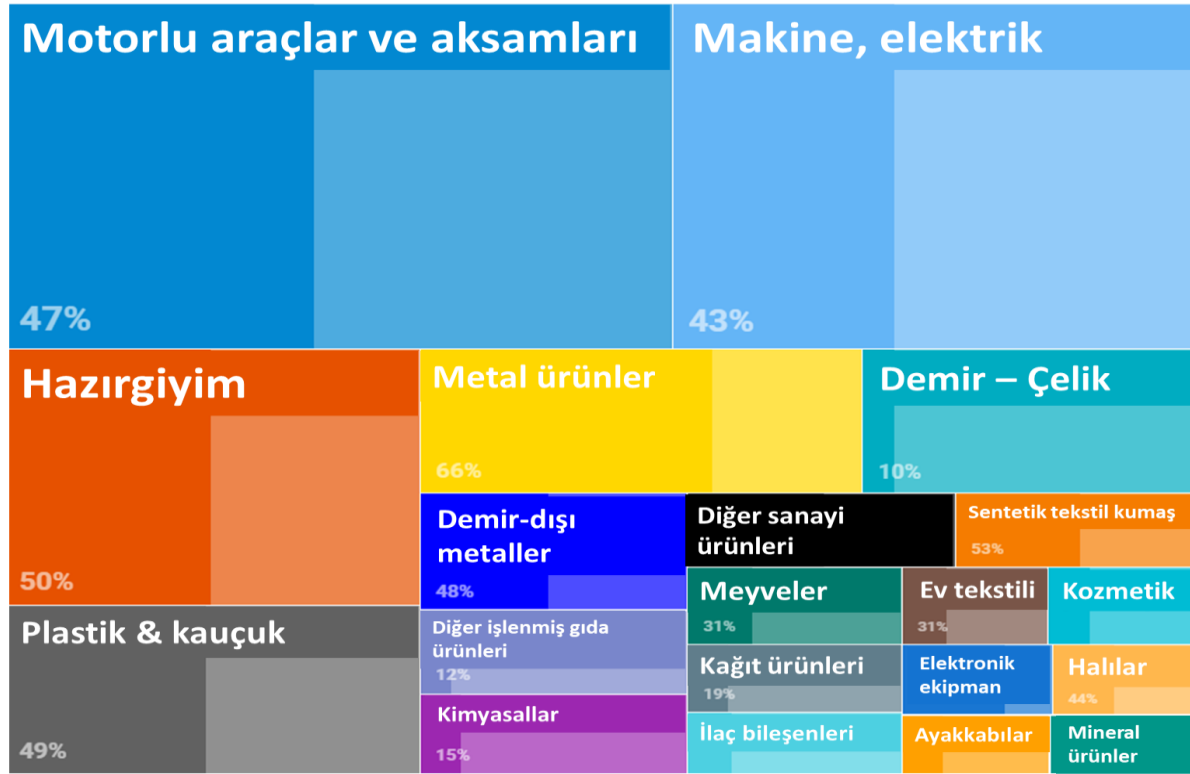 Motorlu araçlar ve aksamları
47%
Makine, elektrik
43%
Hazırgiyim
50%
Metal ürünler
66%
Demir – Çelik
10%
Plastik & kauçuk
49%
Demir-dışı
metaller
48%
Diğer işlenmiş gıda
ürünleri
12%
Kimyasallar
15%
Diğer sanayi
ürünleri
Sentetik tekstil kumaş
53%
Meyveler
31%
Ev tekstili
31%
Kozmetik
Kağıt ürünleri
19%
Elektronik
ekipman
Halılar
44%
İlaç bileşenleri
Ayakkabılar
Mineral
ürünler